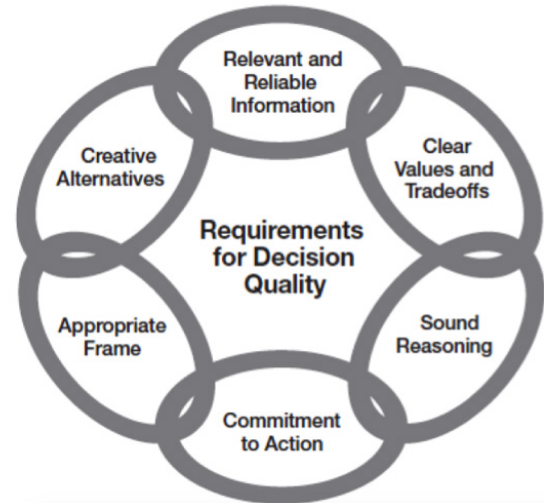 Relevant and
Reliable
Information
Clear
Values and
Tradeoffs
Creative
Alternatives
Requirements
for Decision
Quality
Appropriate
Frame
Sound
Reasoning
Commitment
to Action